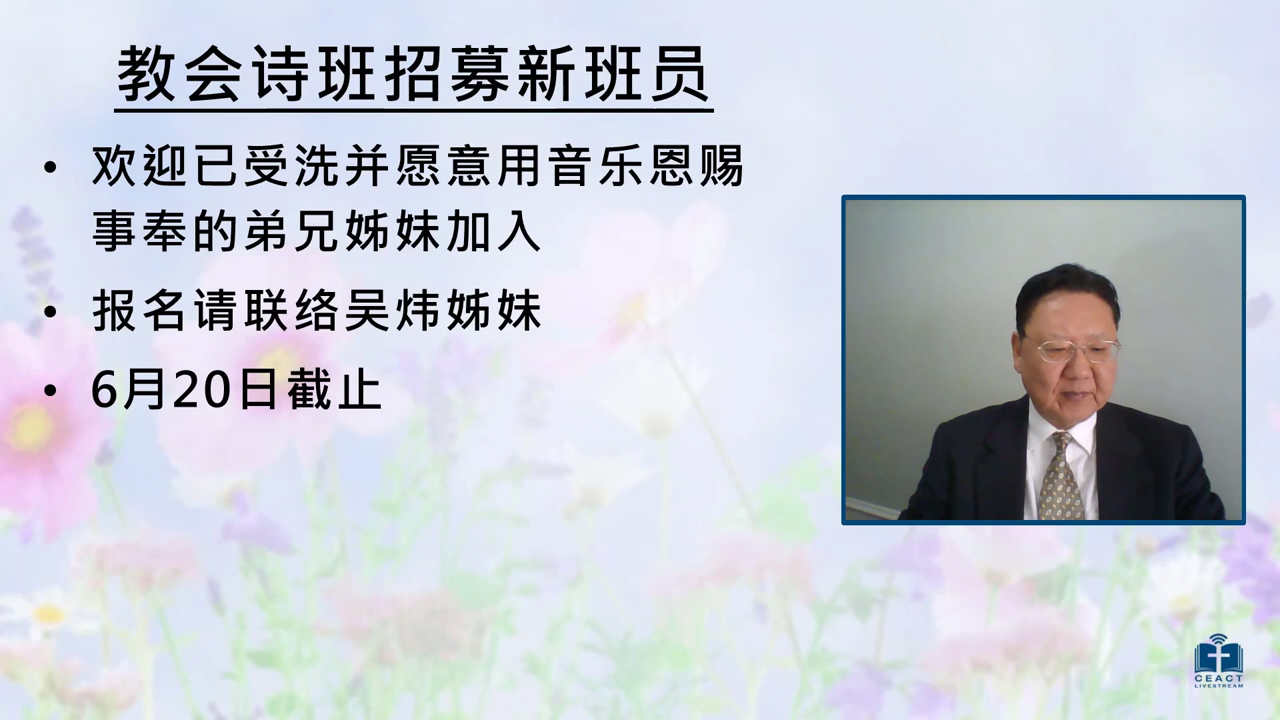 教会诗班招募新班员
• 欢迎已受洗并愿意用音乐恩赐
事奉的弟兄姊妹加入
• 报名请联络吴炜姊妹
• 6月20日截止
CEACT
LIVESTREAM